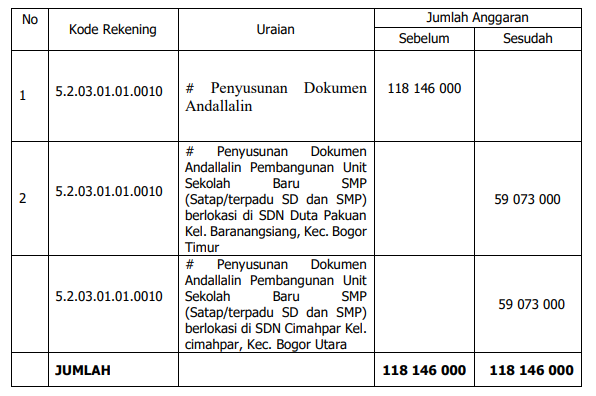 No Kode Rekening Uraian Jumlah Anggaran
Sebelum Sesudah
1 5.2.03.01.01.0010 # Penyusunan Dokumen 118 146 000
Andallalin
2 5.2.03.01.01.0010 # Penyusunan Dokumen
Andallalin Pembangunan Unit
Sekolah Baru SMP
(Satap/terpadu SD dan SMP) 59 073 000
berlokasi di SDN Duta Pakuan
Kel. Baranangsiang, Kec. Bogor
Timur
5.2.03.01.01.0010 # Penyusunan Dokumen
Andallalin Pembangunan Unit
Sekolah Baru SMP
(Satap/terpadu SD dan SMP) 59 073 000
berlokasi di SDN Cimahpar Kel.
cimahpar, Kec. Bogor Utara
JUMLAH 118 146 000 118 146 000